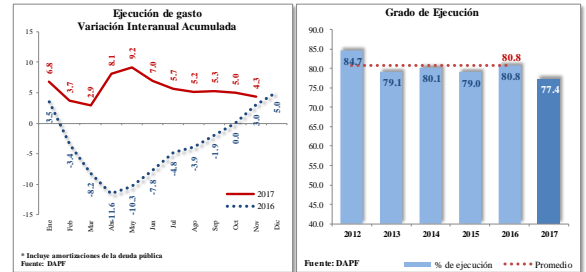 Ejecución de gasto
Variación Interanual Acumulada
15
10
5
0
-5
-10
-15
6.8
3.7
2.9
8.1
9.2
7.0
5.7
5.2
5.3
5.0
4.3
3.5
-3.4
-8.2
-11.6
-10.3
-7.8
-4.8
-3.9
-1.9
0.0
3.0
5.0
Ene
Feb
Mar
Abr
May
Jun
Jul
Ago
Sep
Oct
Nov
Dic
2017
2016
* Incluye amortizaciones de la deuda pública
Fuente: DAPF
Grado de Ejecución
90.0
85.0
80.0
75.0
70.0
65.0
60.0
55.0
50.0
45.0
40.0
84.7
79.1
80.1
79.0
80.8
80.8
77.4
2012
2013
2014
2015
2016
2017
Fuente: DAPF
% de ejecución
Promedio